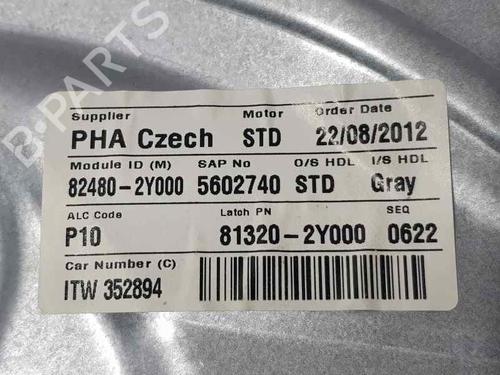 Supplier Motor Order Date
PHA Czech STD 22/08/2012
Module ID (M) SAP No O/S HDL I/S HDL
82480-2Y000 5602740 STD Gray
ALC Code Latch PN SEQ
P10 81320-2Y000 0622
Car Number (C)
ITW 352894
B-PARTS